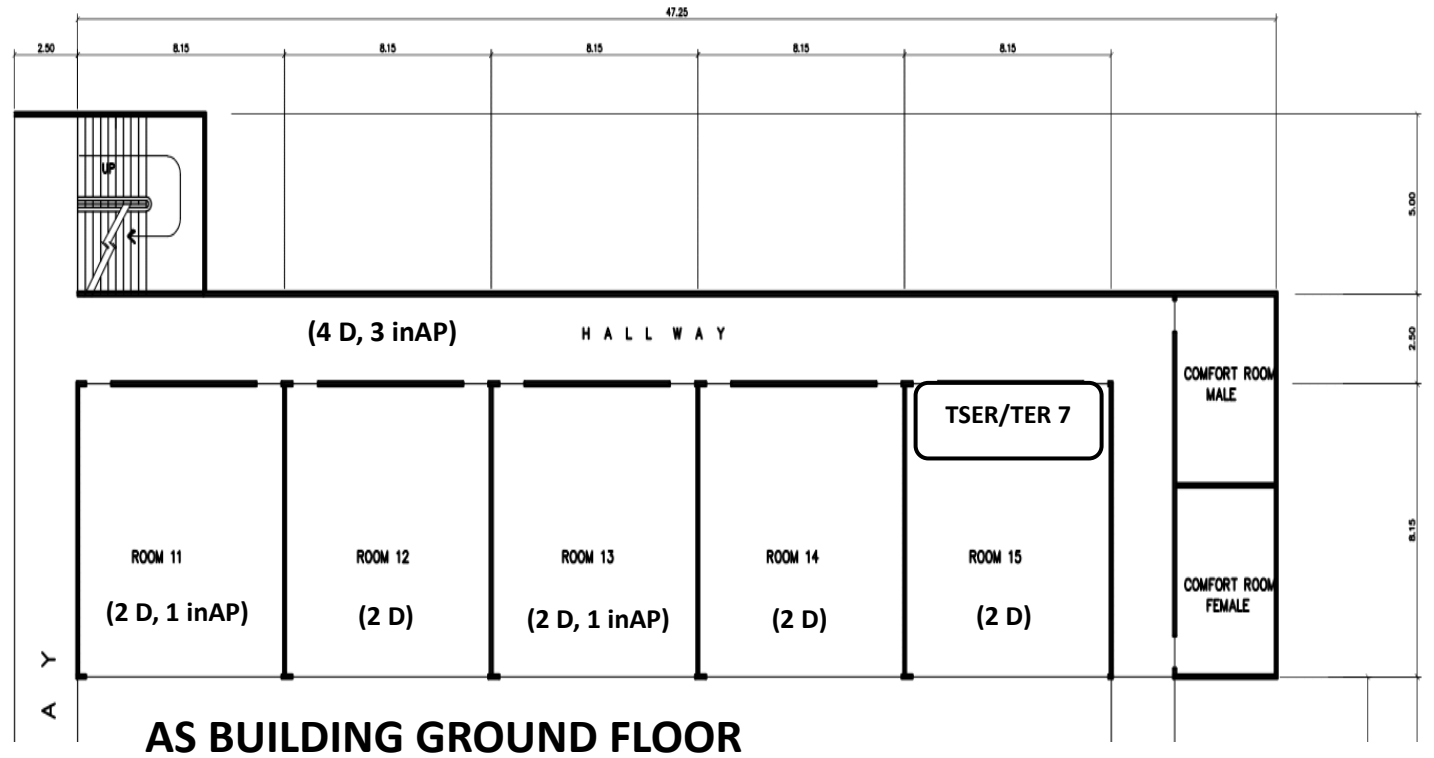 47.25
2.50 8.15 8.15 8.15 8.15 8.15
UP
5.00
(4 D, 3 inAP) HALL WAY
2.50
COMFORT ROOM
MALE
TSER/TER 7
8.15
ROOM 11 ROOM 12 ROOM 13 ROOM 14 ROOM 15
(2 D, 1 inAP) (2 D) (2 D, 1 inAP) (2 D) (2 D)
COMFORT ROOM
FEMALE
A Y
AS BUILDING GROUND FLOOR